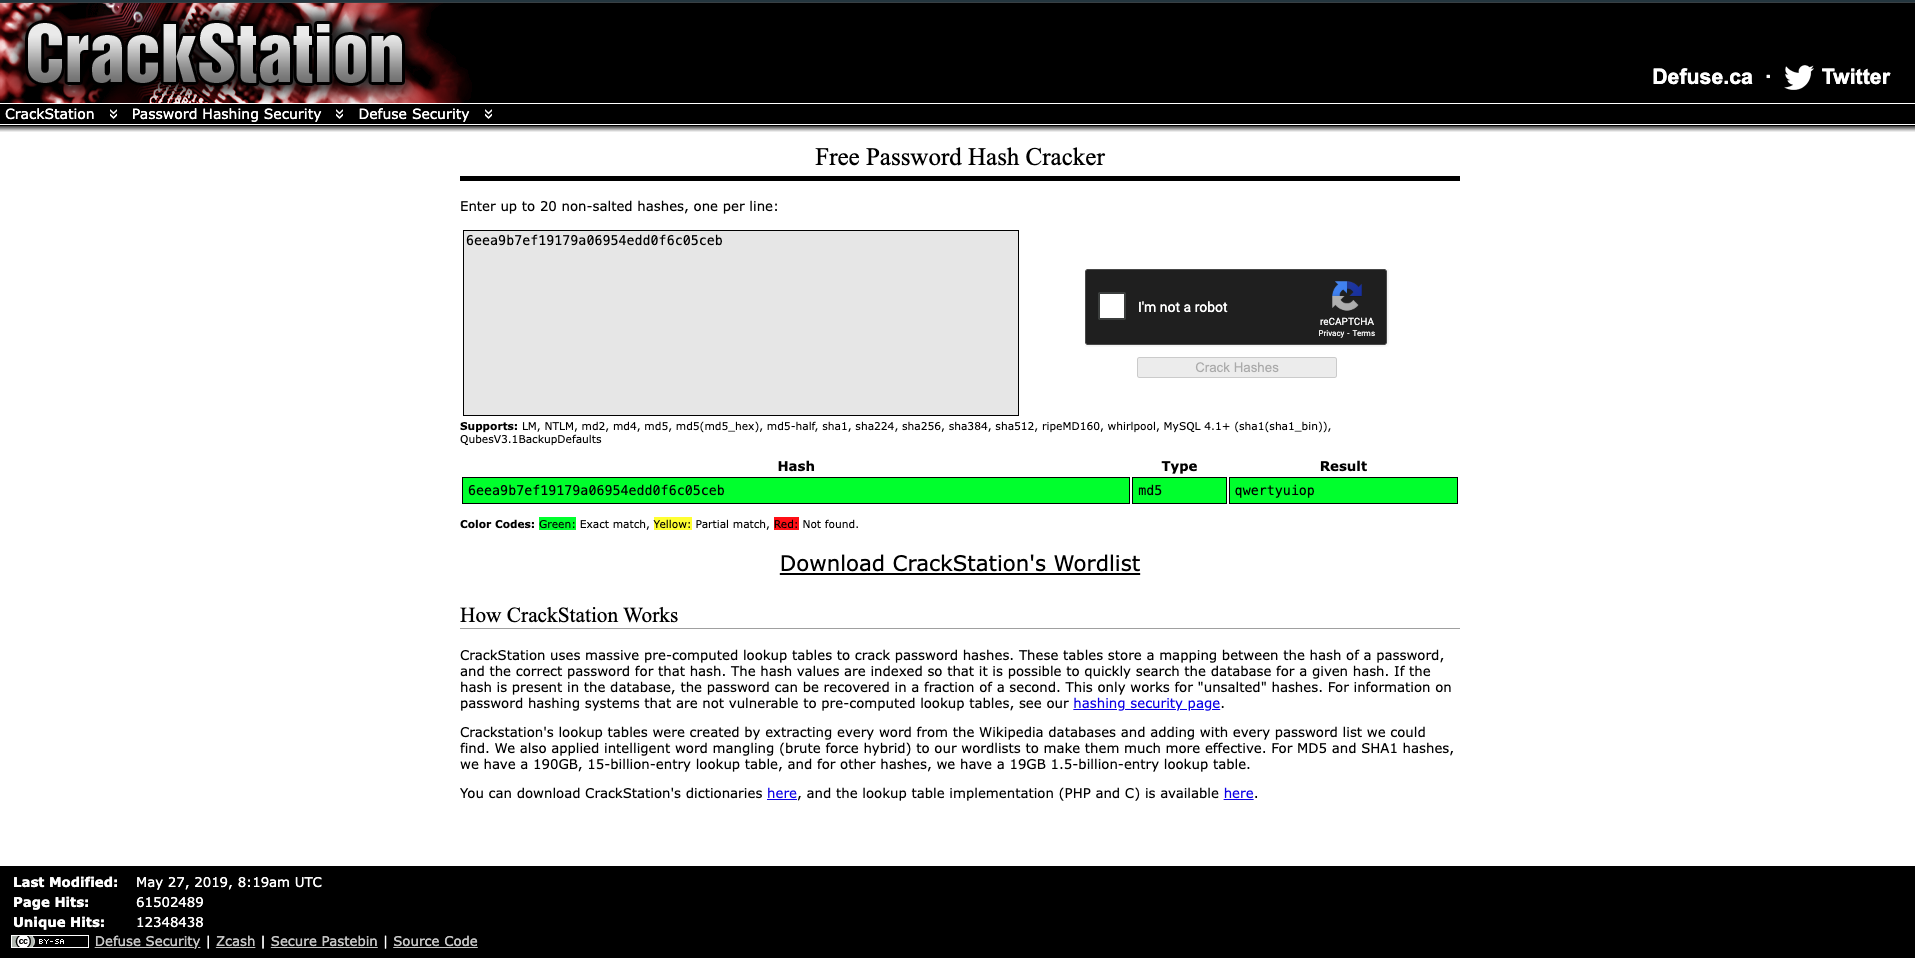 CrackStation
Defuse.ca · Twitter
CrackStation Password Hashing Security Defuse Security
Free Password Hash Cracker
Enter up to 20 non-salted hashes, one per line:
6eea9b7ef19179a06954edd0f6c05ceb
I'm not a robot
reCAPTCHA
Privacy - Terms
Crack Hashes
Supports: LM, NTLM, md2, md4, md5, md5(md5_hex), md5-half, sha1, sha224, sha256, sha384, sha512, ripeMD160, whirlpool, MySQL 4.1+ (sha1(sha1_bin)),
QubesV3.1BackupDefaults
Hash Type Result
6eea9b7ef19179a06954edd0f6c05ceb md5 qwertyuiop
Color Codes: Green: Exact match, Yellow: Partial match, Red: Not found.
Download CrackStation's Wordlist
How CrackStation Works
CrackStation uses massive pre-computed lookup tables to crack password hashes. These tables store a mapping between the hash of a password,
and the correct password for that hash. The hash values are indexed so that it is possible to quickly search the database for a given hash. If the
hash is present in the database, the password can be recovered in a fraction of a second. This only works for "unsalted" hashes. For information on
password hashing systems that are not vulnerable to pre-computed lookup tables, see our hashing security page.
Crackstation's lookup tables were created by extracting every word from the Wikipedia databases and adding with every password list we could
find. We also applied intelligent word mangling (brute force hybrid) to our wordlists to make them much more effective. For MD5 and SHA1 hashes,
we have a 190GB, 15-billion-entry lookup table, and for other hashes, we have a 19GB 1.5-billion-entry lookup table.
You can download CrackStation's dictionaries here, and the lookup table implementation (PHP and C) is available here.
Last Modified: May 27, 2019, 8:19am UTC
Page Hits: 61502489
Unique Hits: 12348438
cc BY-SA Defuse Security | Zcash | Secure Pastebin | Source Code